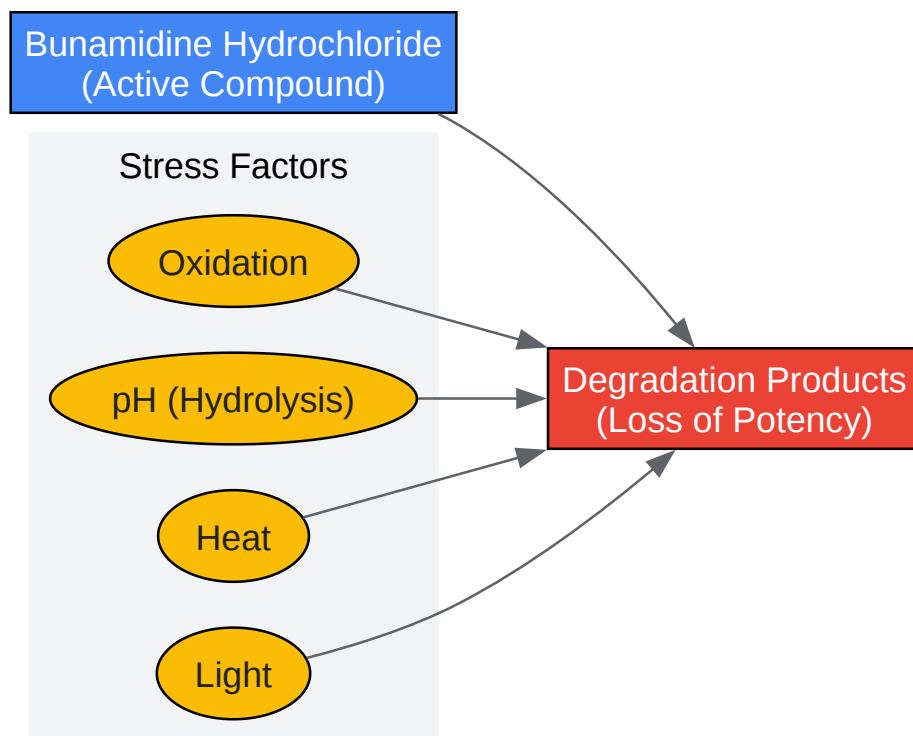 Bunamidine Hydrochloride
(Active Compound)
Stress Factors
Oxidation
pH (Hydrolysis)
Heat
Light
Degradation Products
(Loss of Potency)